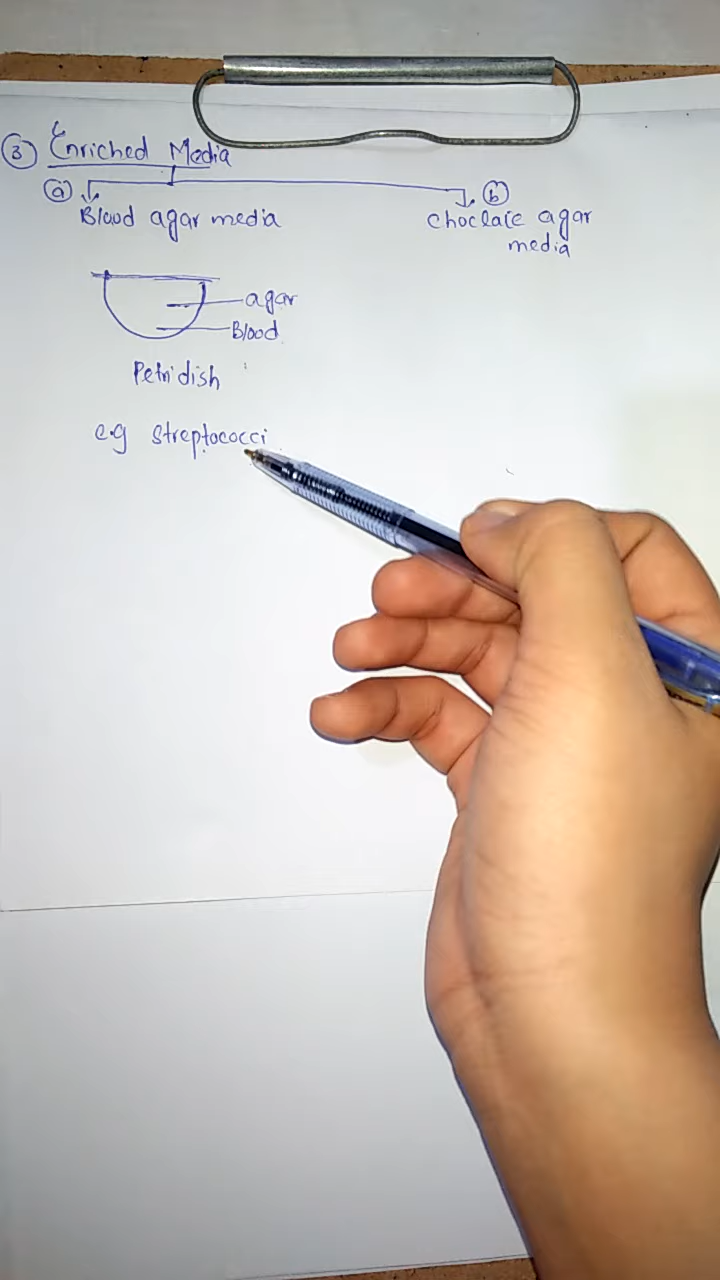 ③ Enriched Media
ⓐ Blood agar media
ⓑ Choclate agar media
agar
Blood
Petridish
e.g streptococci